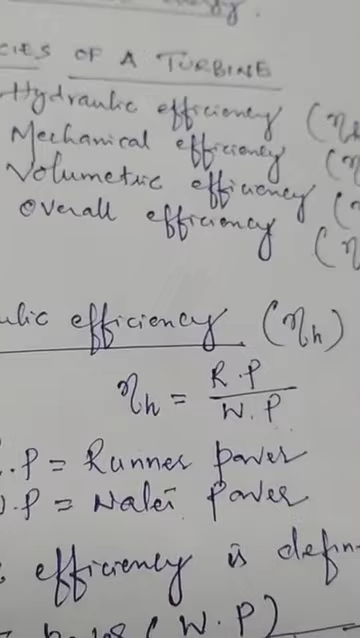 CIES OF A TURBINE
Hydraulic efficiency (ηh
Mechanical efficiency (η
Volumetric efficiency (η
Overall efficiency (η
ulic efficiency (ηh)
ηh = R.P / W.P
.P = Runner power
.P = Water power
efficiency is defin
(W.P)